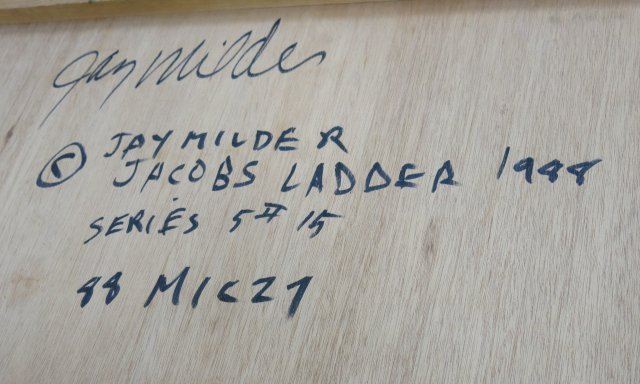 Jay Milder
© JAY MILDER
JACOBS LADDER 1988
SERIES 5 # 15
88 MIC27